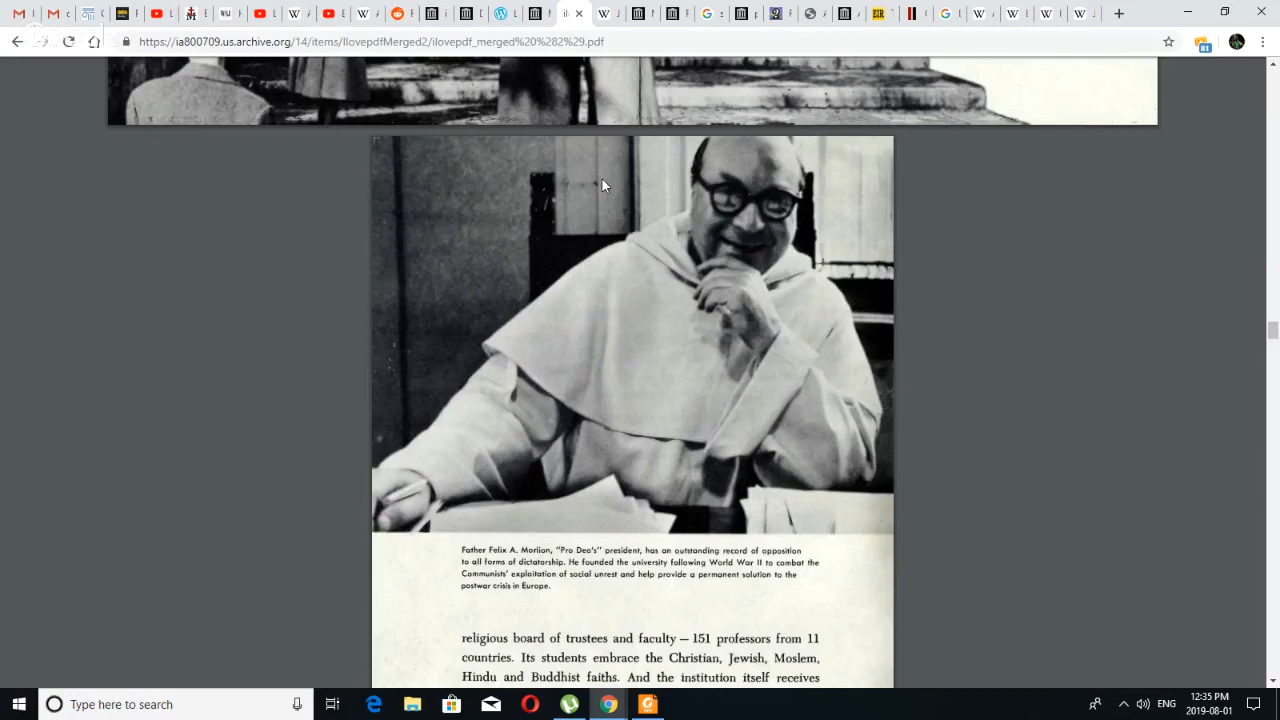 https://ia800709.us.archive.org/14/items/IlovepdfMerged2/ilovepdf_merged%20%282%29.pdf
81
Father Felix A. Morlion, "Pro Deo's" president, has an outstanding record of opposition
to all forms of dictatorship. He founded the university following World War II to combat the
Communists' exploitation of social unrest and help provide a permanent solution to the
postwar crisis in Europe.
religious board of trustees and faculty — 151 professors from 11
countries. Its students embrace the Christian, Jewish, Moslem,
Hindu and Buddhist faiths. And the institution itself receives
Type here to search
ENG
12:35 PM
2019-08-01